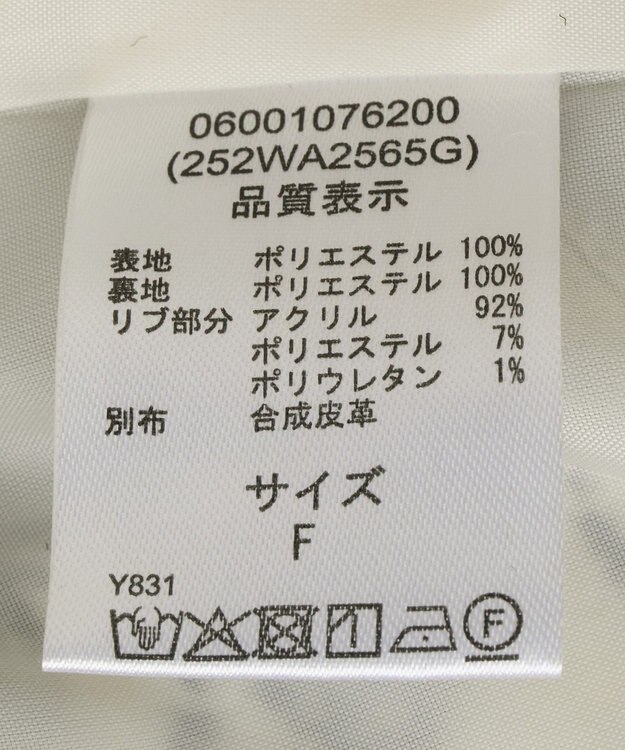 06001076200
(252WA2565G)
品質表示
表地 ポリエステル 100%
裏地 ポリエステル 100%
リブ部分 アクリル 92%
ポリエステル 7%
ポリウレタン 1%
別布 合成皮革
サイズ
F
Y831
F